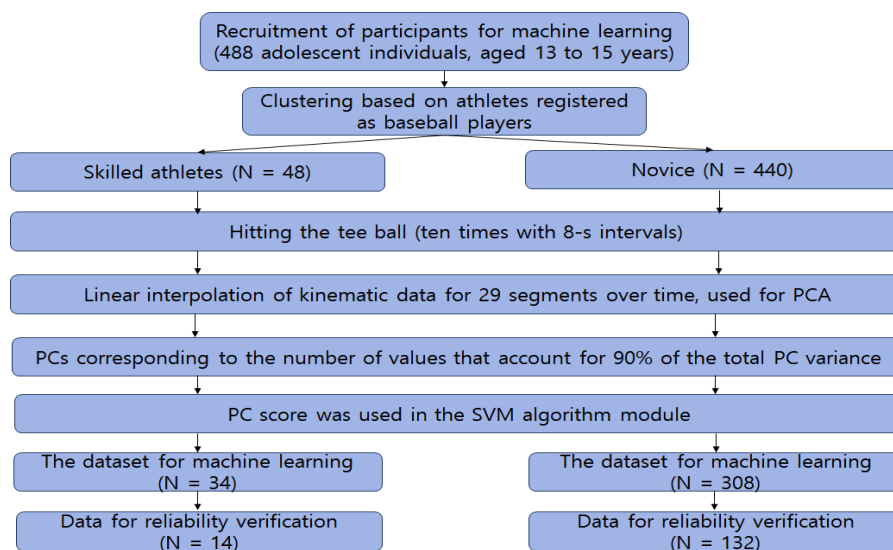 Recruitment of participants for machine learning
(488 adolescent individuals, aged 13 to 15 years)
Clustering based on athletes registered
as baseball players
Skilled athletes (N = 48)
Novice (N = 440)
Hitting the tee ball (ten times with 8-s intervals)
Linear interpolation of kinematic data for 29 segments over time, used for PCA
PCs corresponding to the number of values that account for 90% of the total PC variance
PC score was used in the SVM algorithm module
The dataset for machine learning
(N = 34)
The dataset for machine learning
(N = 308)
Data for reliability verification
(N = 14)
Data for reliability verification
(N = 132)